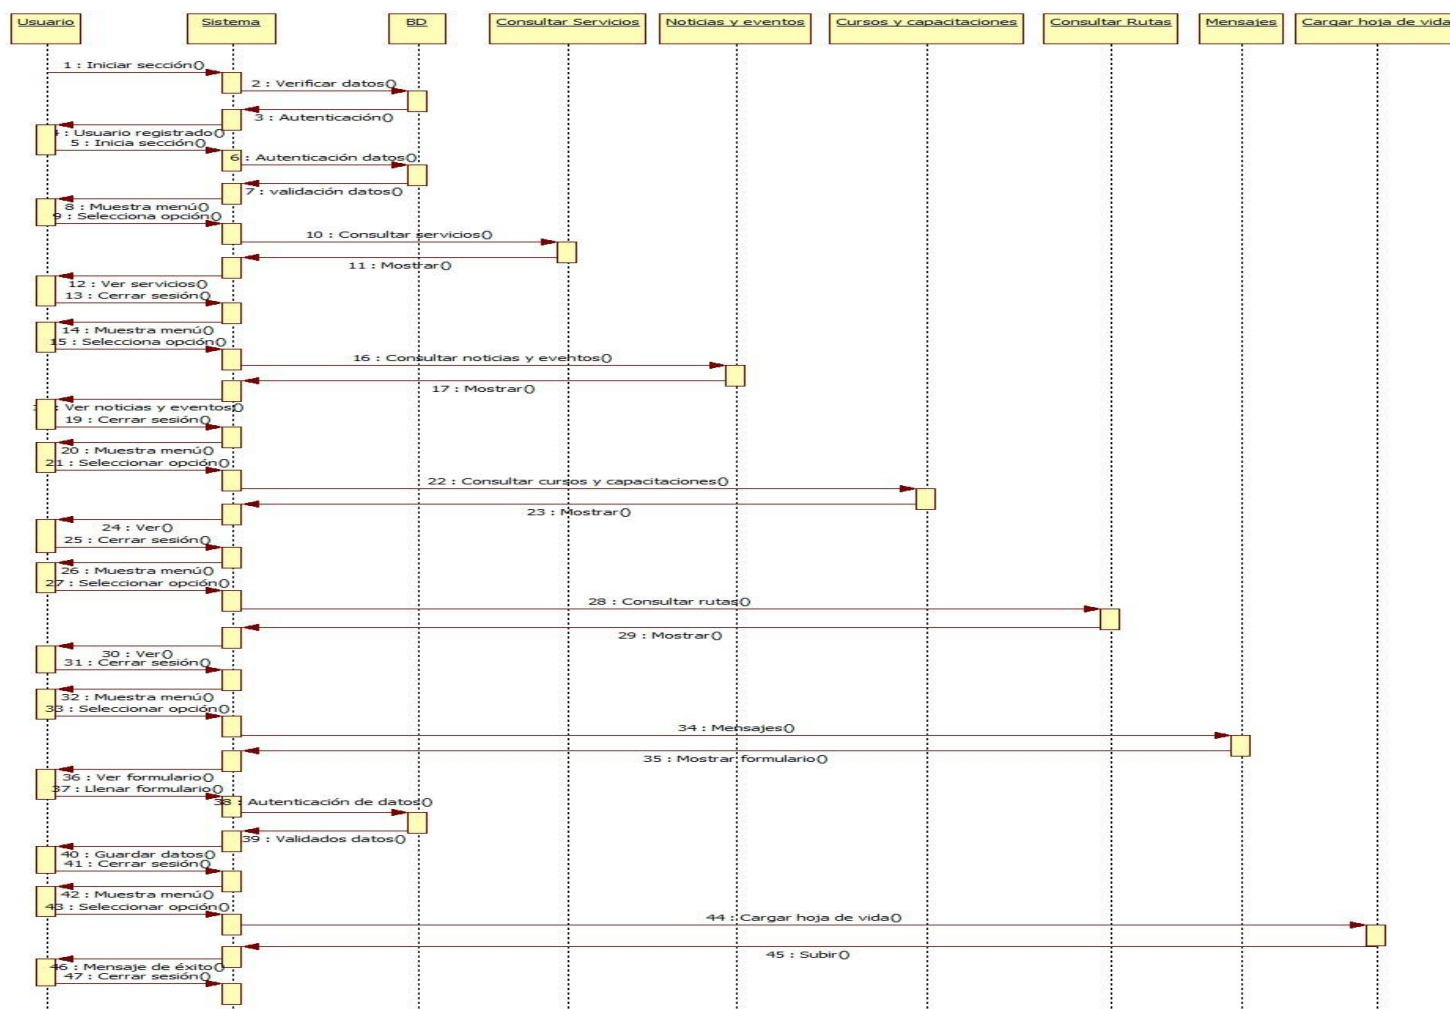 Usuario
Sistema
BD
Consultar Servicios
Noticias y eventos
Cursos y capacitaciones
Consultar Rutas
Mensajes
Cargar hoja de vida
1 : Iniciar sección()
2 : Verificar datos()
3 : Autenticación()
: Usuario registrado()
5 : Inicia sección()
6 : Autenticación datos()
7 : validación datos()
8 : Muestra menú()
9 : Selecciona opción()
10 : Consultar servicios()
11 : Mostrar()
12 : Ver servicios()
13 : Cerrar sesión()
14 : Muestra menú()
15 : Selecciona opción()
16 : Consultar noticias y eventos()
17 : Mostrar()
: Ver noticias y eventos()
19 : Cerrar sesión()
20 : Muestra menú()
21 : Seleccionar opción()
22 : Consultar cursos y capacitaciones()
23 : Mostrar()
24 : Ver()
25 : Cerrar sesión()
26 : Muestra menú()
27 : Seleccionar opción()
28 : Consultar rutas()
29 : Mostrar()
30 : Ver()
31 : Cerrar sesión()
32 : Muestra menú()
33 : Seleccionar opción()
34 : Mensajes()
35 : Mostrar formulario()
36 : Ver formulario()
37 : Llenar formulario()
38 : Autenticación de datos()
39 : Validados datos()
40 : Guardar datos()
41 : Cerrar sesión()
42 : Muestra menú()
43 : Seleccionar opción()
44 : Cargar hoja de vida()
45 : Subir()
46 : Mensaje de éxito()
47 : Cerrar sesión()